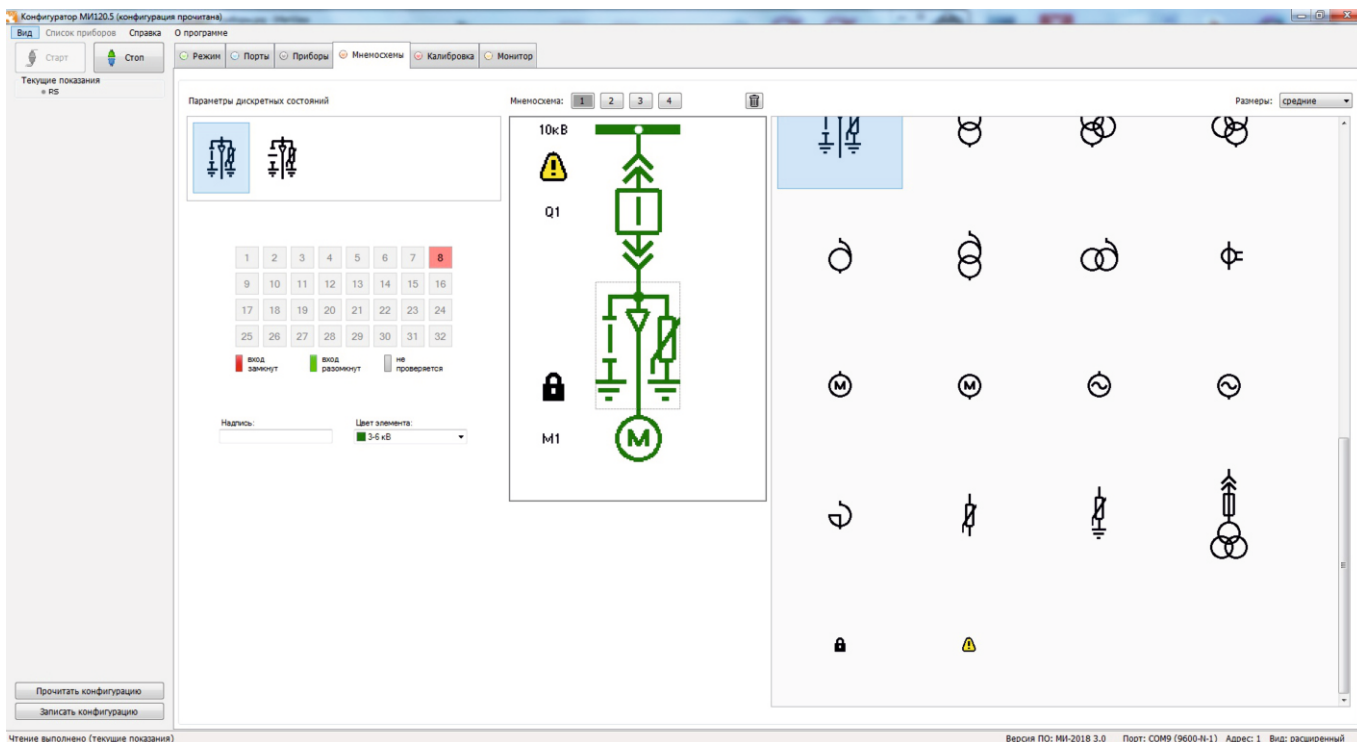 Конфигуратор МИ120.5 (конфигурация прочитана)
Вид Список приборов Справка О программе
Старт Стоп
Режим Порты Приборы Мнемосхемы Калибровка Монитор
Текущие показания
RS
Параметры дискретных состояний
Мнемосхема: 1 2 3 4
Размеры: средние
10кВ
Q1
1 2 3 4 5 6 7 8
9 10 11 12 13 14 15 16
17 18 19 20 21 22 23 24
25 26 27 28 29 30 31 32
вход замкнут
вход разомкнут
не проверяется
Надпись:
Цвет элемента:
3-6 кВ
M1
M
M
M
Прочитать конфигурацию
Записать конфигурацию
Чтение выполнено (текущие показания)
Версия ПО: МИ-2018 3.0 Порт: COM9 (9600-N-1) Адрес: 1 Вид: расширенный